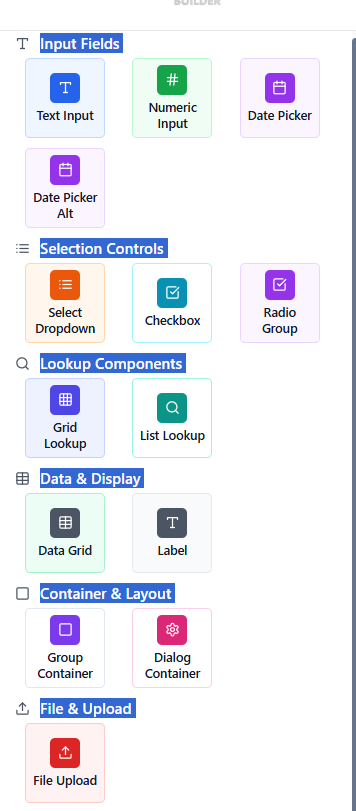 BUILDER
Input Fields
Text Input
Numeric
Input
Date Picker
Date Picker
Alt
Selection Controls
Select
Dropdown
Checkbox
Radio
Group
Lookup Components
Grid
Lookup
List Lookup
Data & Display
Data Grid
Label
Container & Layout
Group
Container
Dialog
Container
File & Upload
File Upload